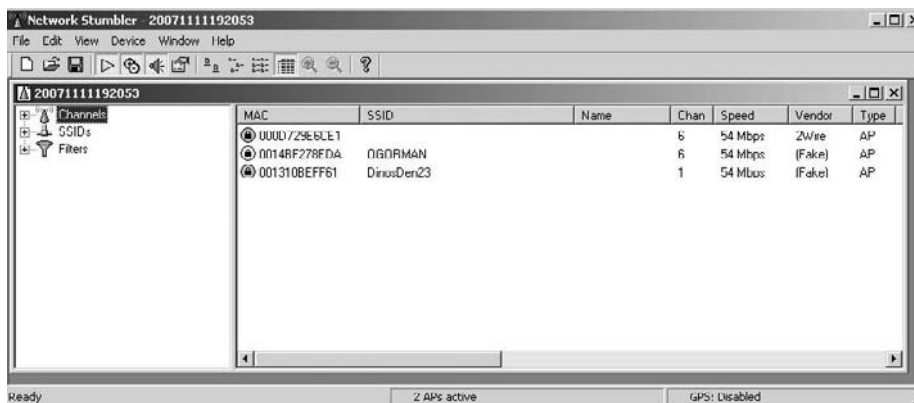 Network Stumbler - 20071111192053
File Edit View Device Window Help
20071111192053
Channels
SSIDs
Filters
MAC SSID Name Chan Speed Vendor Type
000D729E6CE1 6 54 Mbps 2Wire AP
0014BF278EDA OGORMAN 6 54 Mbps (Fake) AP
001310BEFF61 DinosDen23 1 54 Mbps (Fake) AP
Ready 2 APs active GPS: Disabled